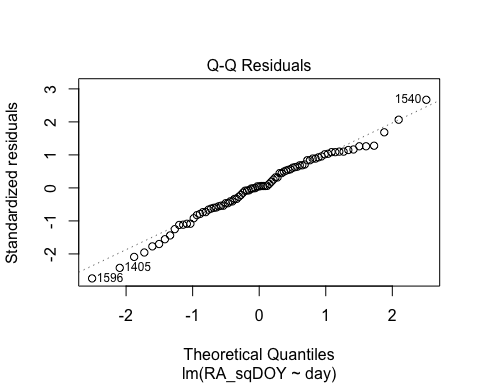 Q-Q Residuals
Standardized residuals
3
2
1
0
-1
-2
1540
1405
1596
-2 -1 0 1 2
Theoretical Quantiles
lm(RA_sqDOY ~ day)